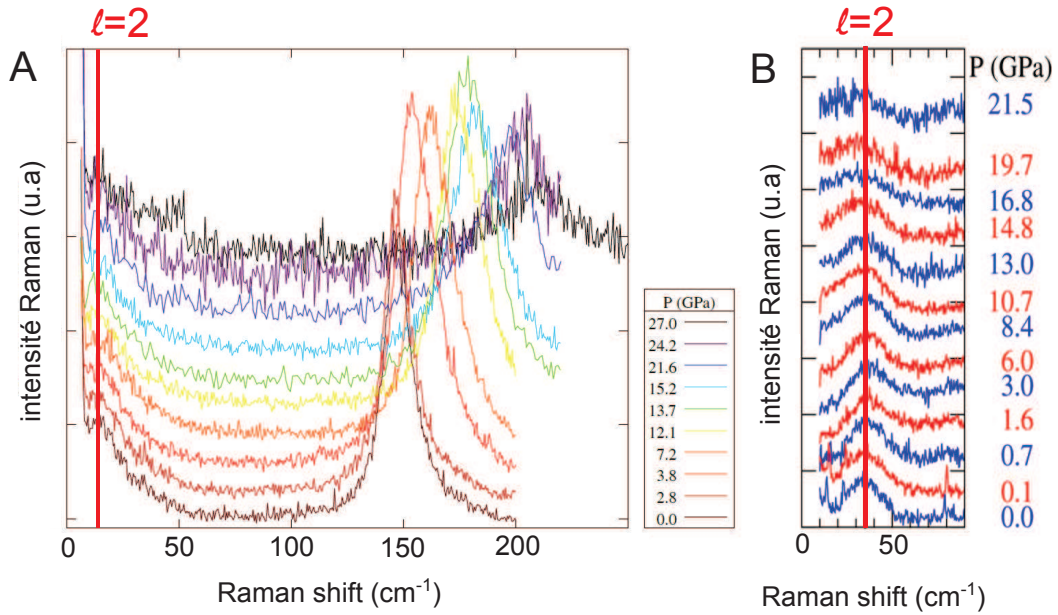 ℓ=2
A
intensité Raman (u.a)
0 50 100 150 200
Raman shift (cm-1)
P (GPa)
27.0
24.2
21.6
15.2
13.7
12.1
7.2
3.8
2.8
0.0
ℓ=2
B
P (GPa)
21.5
19.7
16.8
14.8
13.0
10.7
8.4
6.0
3.0
1.6
0.7
0.1
0.0
intensité Raman (u.a)
0 40 80
Raman shift (cm-1)